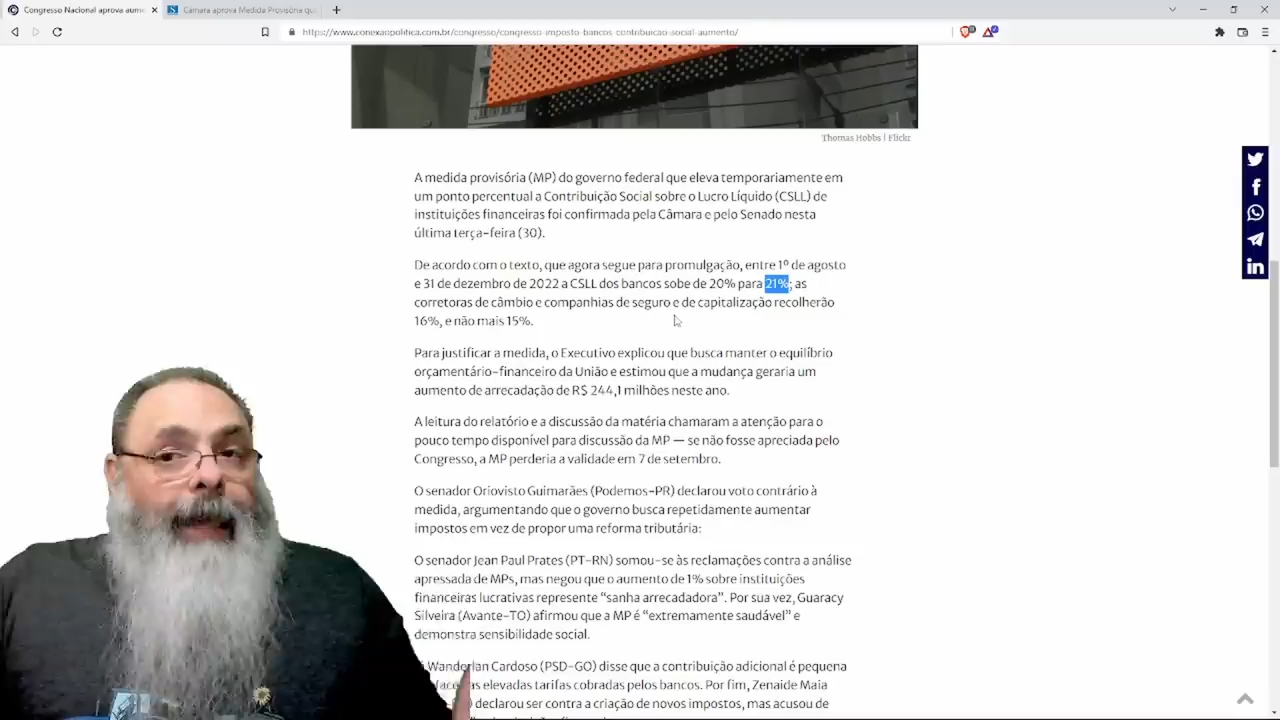 Congresso Nacional aprova aume
Câmara aprova Medida Provisória qu
https://www.conexaopolitica.com.br/congresso/congresso-imposto-bancos-contribuicao-social-aumento/
Thomas Hobbs | Flickr
A medida provisória (MP) do governo federal que eleva temporariamente em
um ponto percentual a Contribuição Social sobre o Lucro Líquido (CSLL) de
instituições financeiras foi confirmada pela Câmara e pelo Senado nesta
última terça-feira (30).
De acordo com o texto, que agora segue para promulgação, entre 1º de agosto
e 31 de dezembro de 2022 a CSLL dos bancos sobe de 20% para 21%; as
corretoras de câmbio e companhias de seguro e de capitalização recolherão
16%, e não mais 15%.
Para justificar a medida, o Executivo explicou que busca manter o equilíbrio
orçamentário-financeiro da União e estimou que a mudança geraria um
aumento de arrecadação de R$ 244,1 milhões neste ano.
A leitura do relatório e a discussão da matéria chamaram a atenção para o
pouco tempo disponível para discussão da MP — se não fosse apreciada pelo
Congresso, a MP perderia a validade em 7 de setembro.
O senador Oriovisto Guimarães (Podemos-PR) declarou voto contrário à
medida, argumentando que o governo busca repetidamente aumentar
impostos em vez de propor uma reforma tributária:
O senador Jean Paul Prates (PT-RN) somou-se às reclamações contra a análise
apressada de MPs, mas negou que o aumento de 1% sobre instituições
financeiras lucrativas represente “sanha arrecadadora”. Por sua vez, Guaracy
Silveira (Avante-TO) afirmou que a MP é “extremamente saudável” e
demonstra sensibilidade social.
Wanderlan Cardoso (PSD-GO) disse que a contribuição adicional é pequena
elevadas tarifas cobradas pelos bancos. Por fim, Zenaide Maia
declarou ser contra a criação de novos impostos, mas acusou de